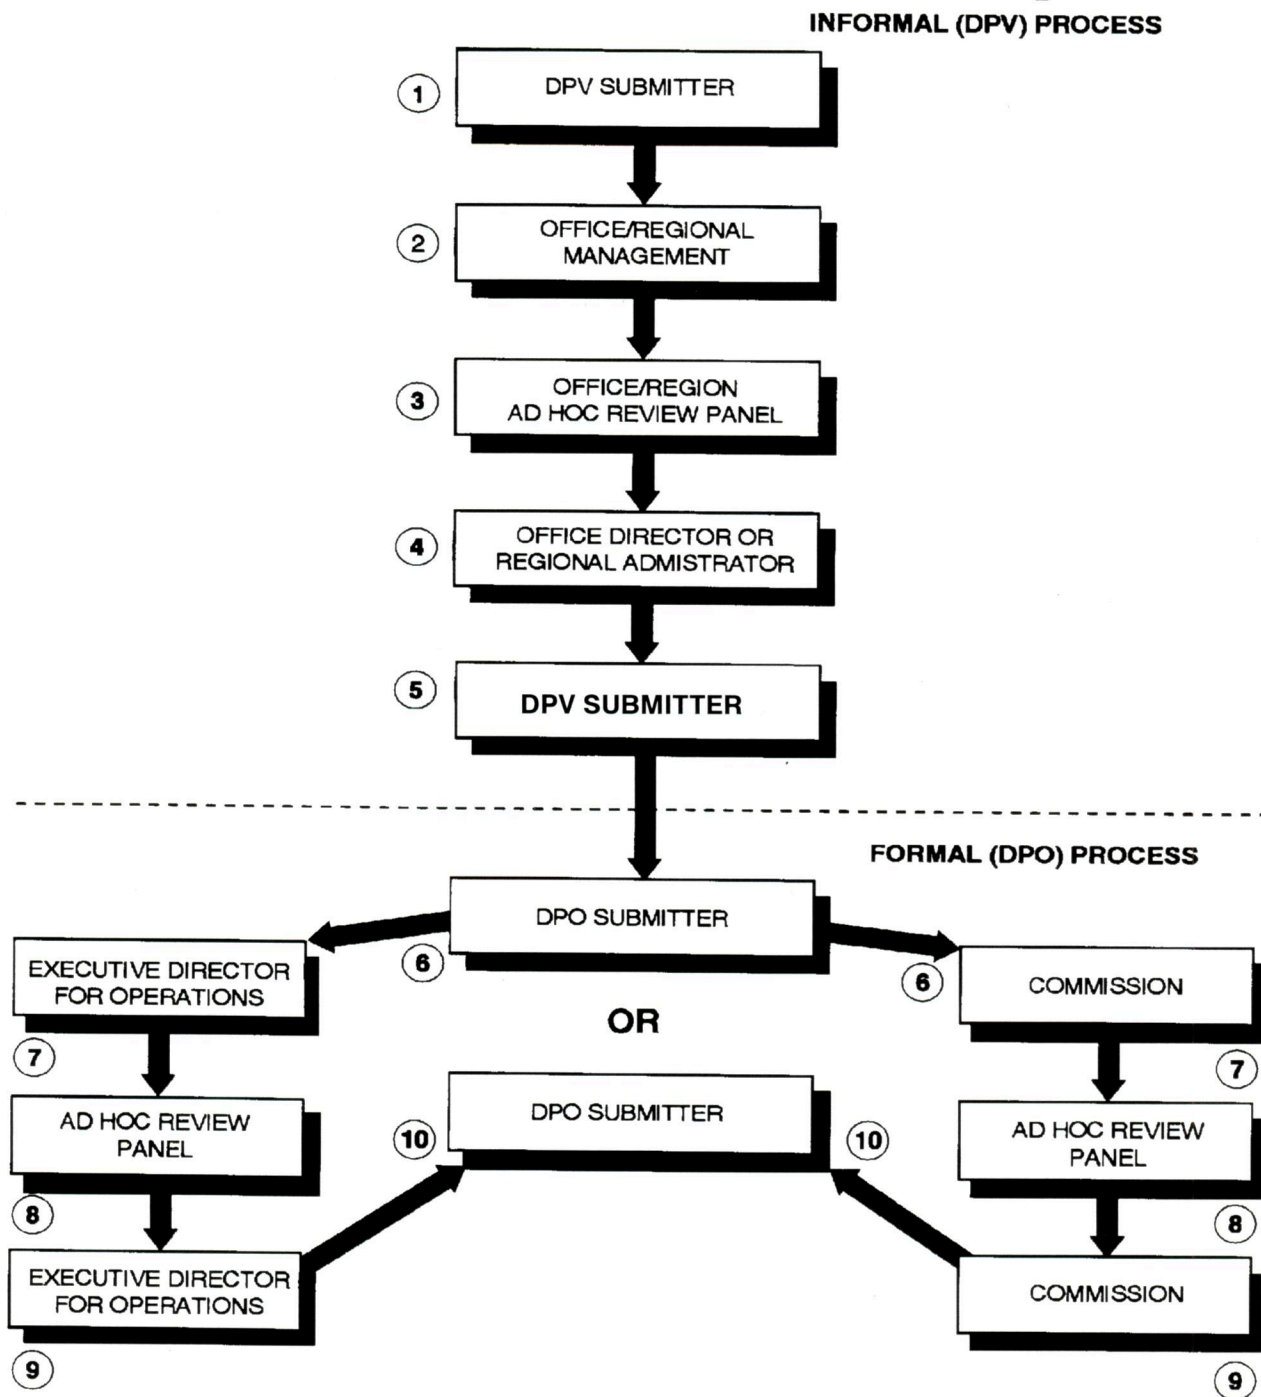 INFORMAL (DPV) PROCESS
1
DPV SUBMITTER
2
OFFICE/REGIONAL
MANAGEMENT
3
OFFICE/REGION
AD HOC REVIEW PANEL
4
OFFICE DIRECTOR OR
REGIONAL ADMISTRATOR
5
DPV SUBMITTER
FORMAL (DPO) PROCESS
DPO SUBMITTER
6
6
EXECUTIVE DIRECTOR
FOR OPERATIONS
COMMISSION
OR
7
7
AD HOC REVIEW
PANEL
DPO SUBMITTER
AD HOC REVIEW
PANEL
10
10
8
8
EXECUTIVE DIRECTOR
FOR OPERATIONS
COMMISSION
9
9